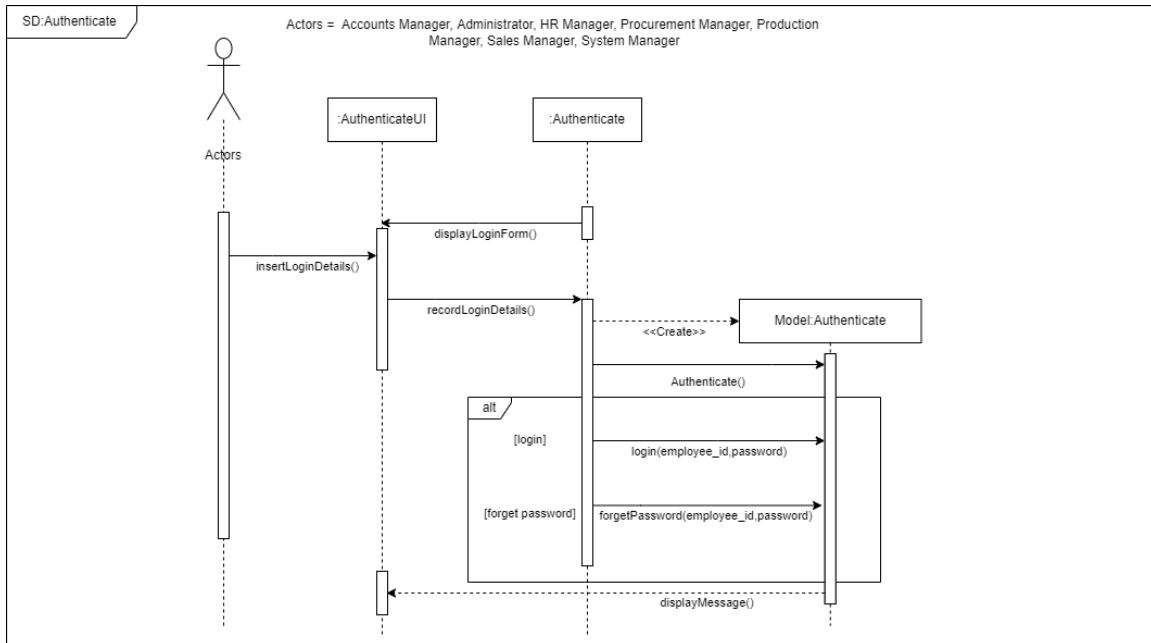 SD:Authenticate
Actors = Accounts Manager, Administrator, HR Manager, Procurement Manager, Production
Manager, Sales Manager, System Manager
:AuthenticateUI
:Authenticate
Actors
displayLoginForm()
insertLoginDetails()
recordLoginDetails()
Model:Authenticate
<<Create>>
Authenticate()
alt
[login]
login(employee_id,password)
[forget password]
forgetPassword(employee_id,password)
displayMessage()